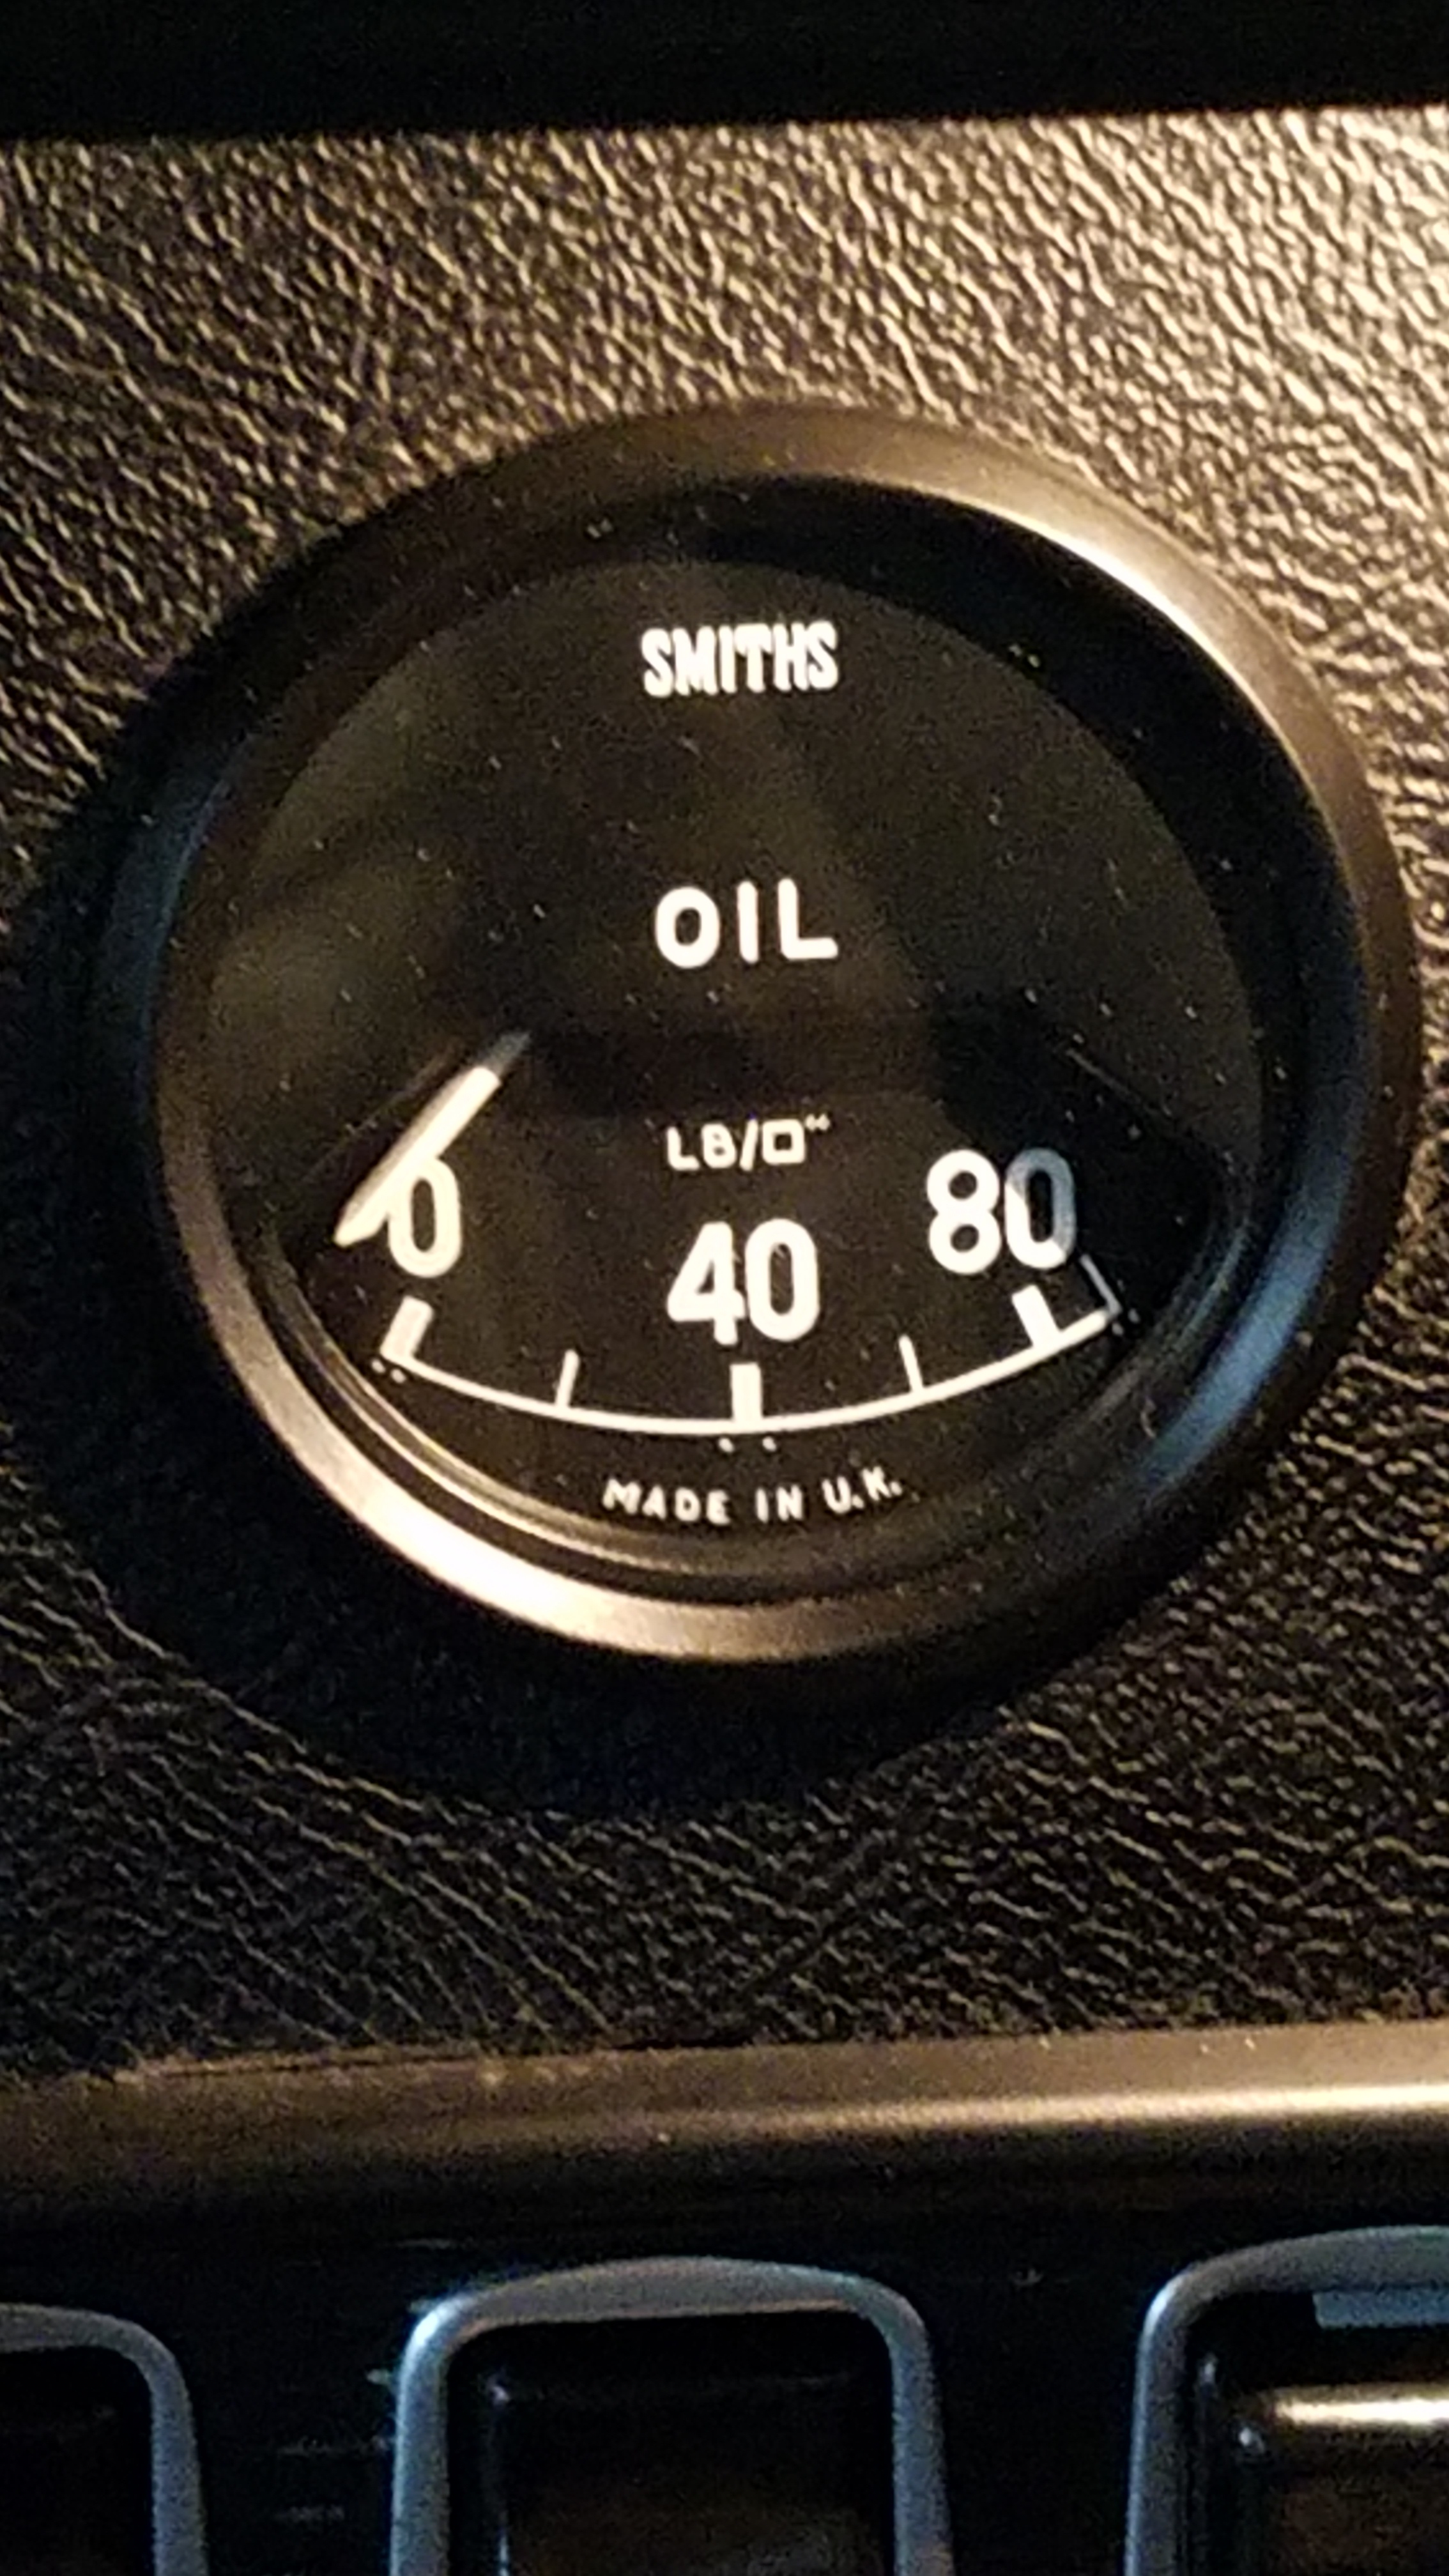 SMITHS
OIL
LB/□"
0 40 80
MADE IN U.K.